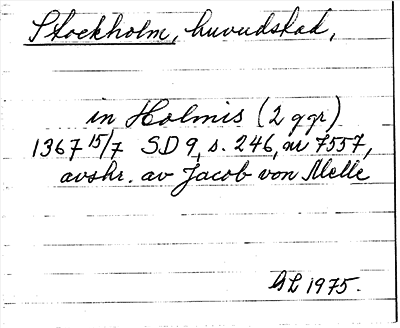 Stockholm, huvudstad,
in Holmis (2 ggr)
1367 15/7 SD 9, s. 246, nr 7557,
avskr. av Jacob von Melle
GL 1975.